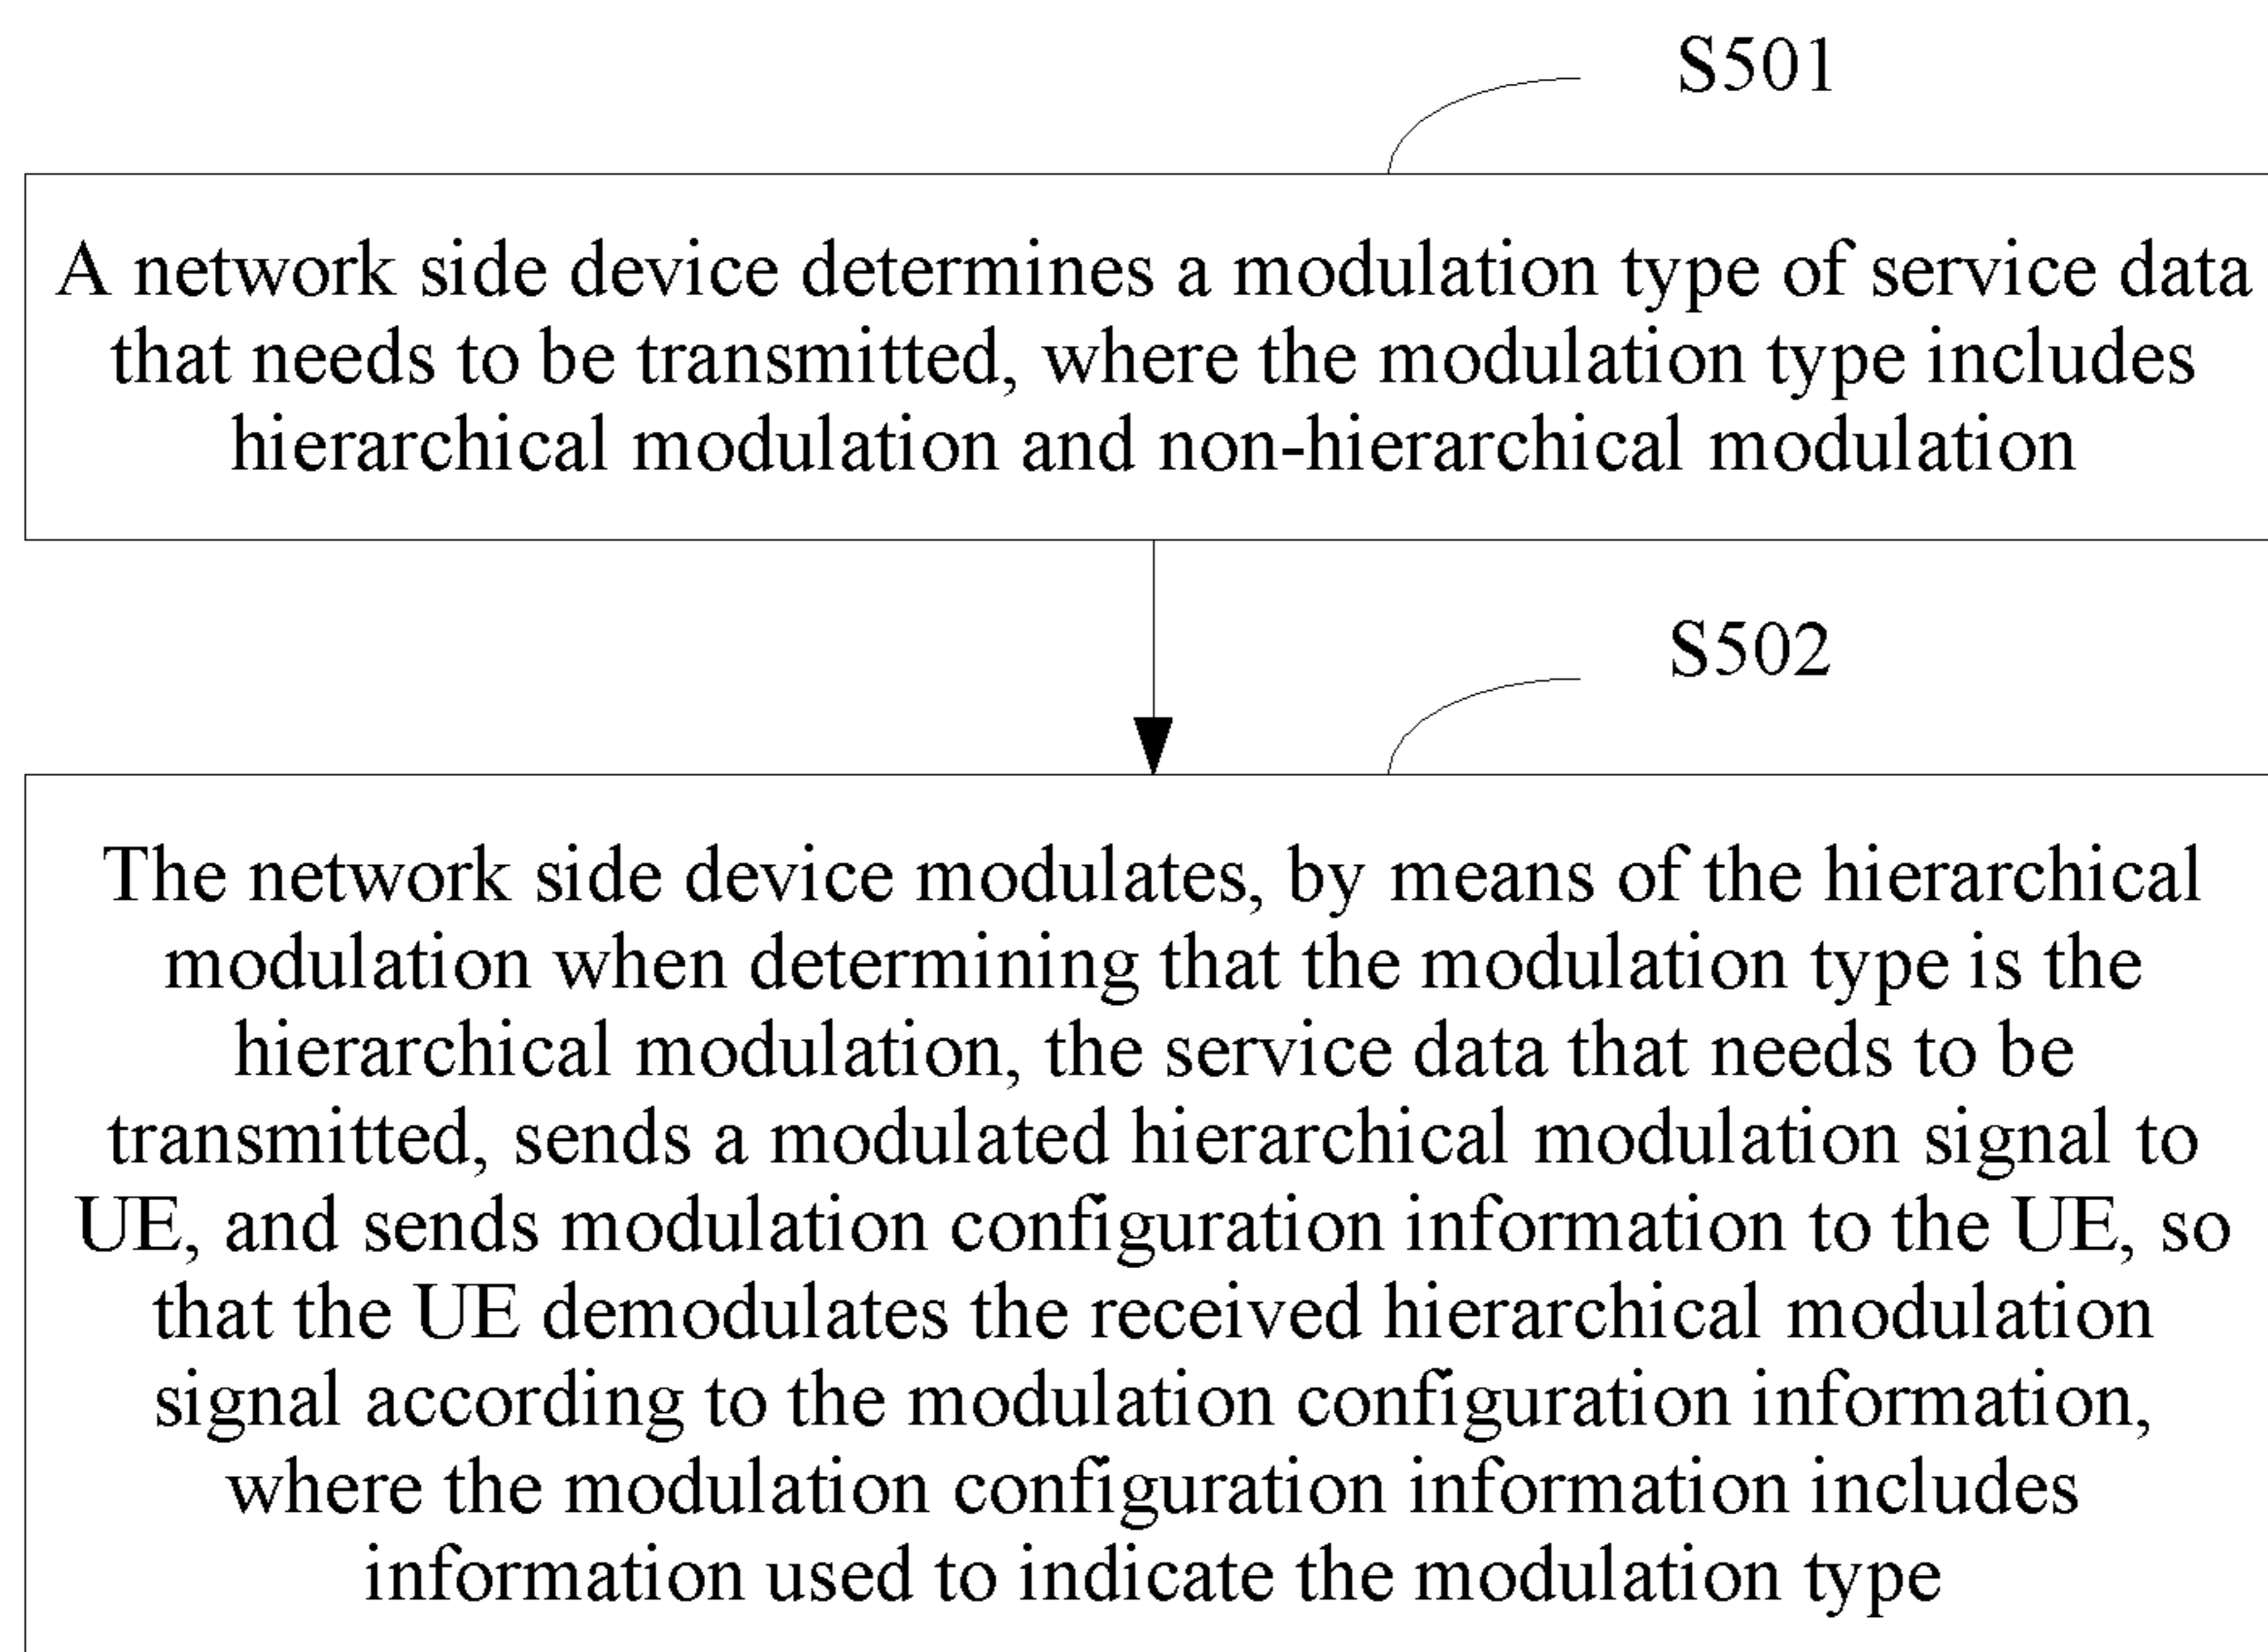 S501
A network side device determines a modulation type of service data
that needs to be transmitted, where the modulation type includes
hierarchical modulation and non-hierarchical modulation
S502
The network side device modulates, by means of the hierarchical
modulation when determining that the modulation type is the
hierarchical modulation, the service data that needs to be
transmitted, sends a modulated hierarchical modulation signal to
UE, and sends modulation configuration information to the UE, so
that the UE demodulates the received hierarchical modulation
signal according to the modulation configuration information,
where the modulation configuration information includes
information used to indicate the modulation type